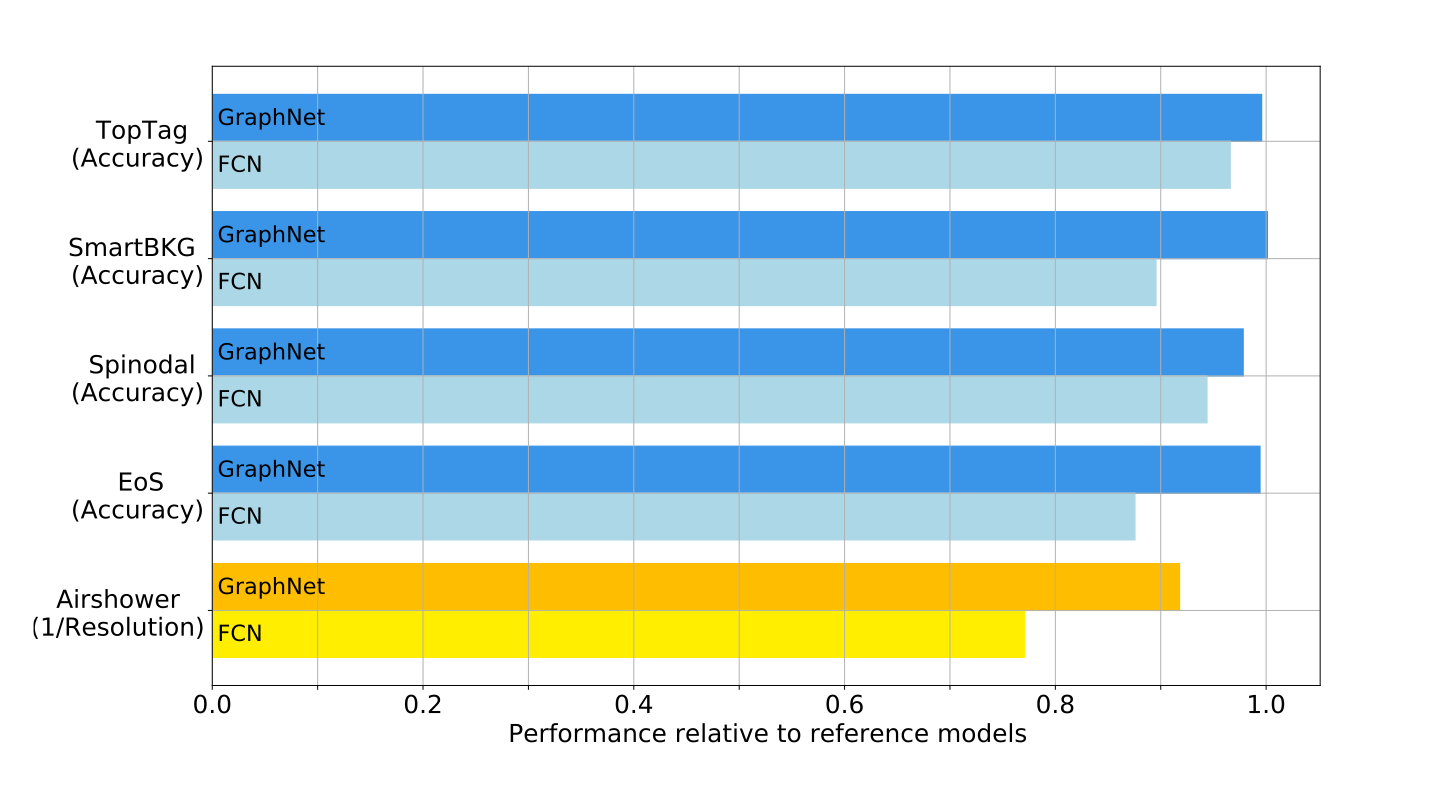 TopTag
(Accuracy)
GraphNet
FCN
SmartBKG
(Accuracy)
GraphNet
FCN
Spinodal
(Accuracy)
GraphNet
FCN
EoS
(Accuracy)
GraphNet
FCN
Airshower
(1/Resolution)
GraphNet
FCN
0.0 0.2 0.4 0.6 0.8 1.0
Performance relative to reference models